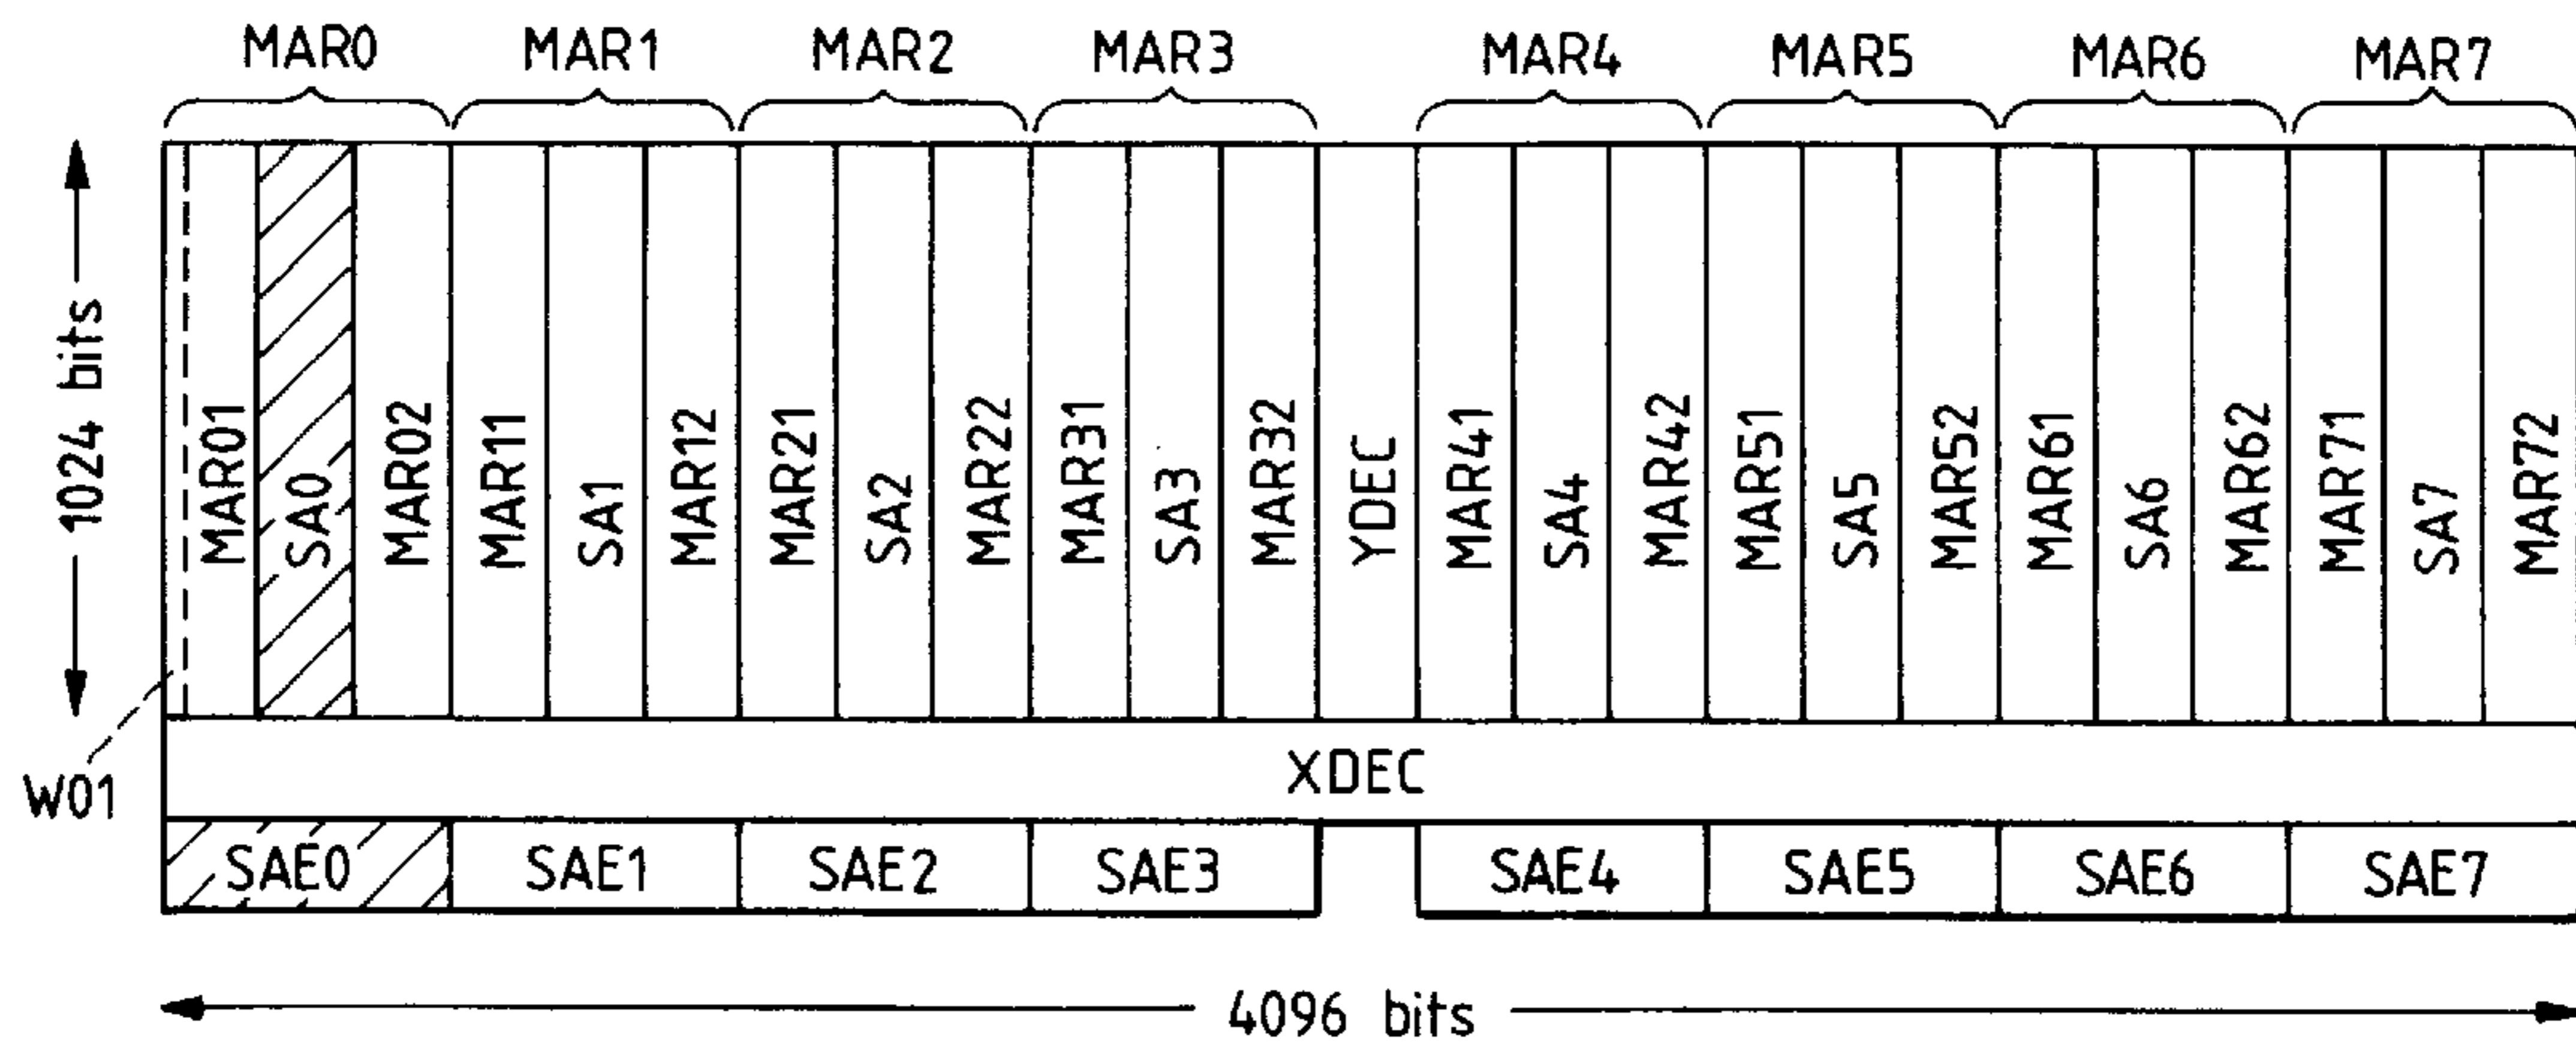 MAR0 MAR1 MAR2 MAR3 MAR4 MAR5 MAR6 MAR7
1024 bits
MAR01
SA0
MAR02
MAR11
SA1
MAR12
MAR21
SA2
MAR22
MAR31
SA3
MAR32
YDEC
MAR41
SA4
MAR42
MAR51
SA5
MAR52
MAR61
SA6
MAR62
MAR71
SA7
MAR72
XDEC
W01
SAE0 SAE1 SAE2 SAE3 SAE4 SAE5 SAE6 SAE7
4096 bits